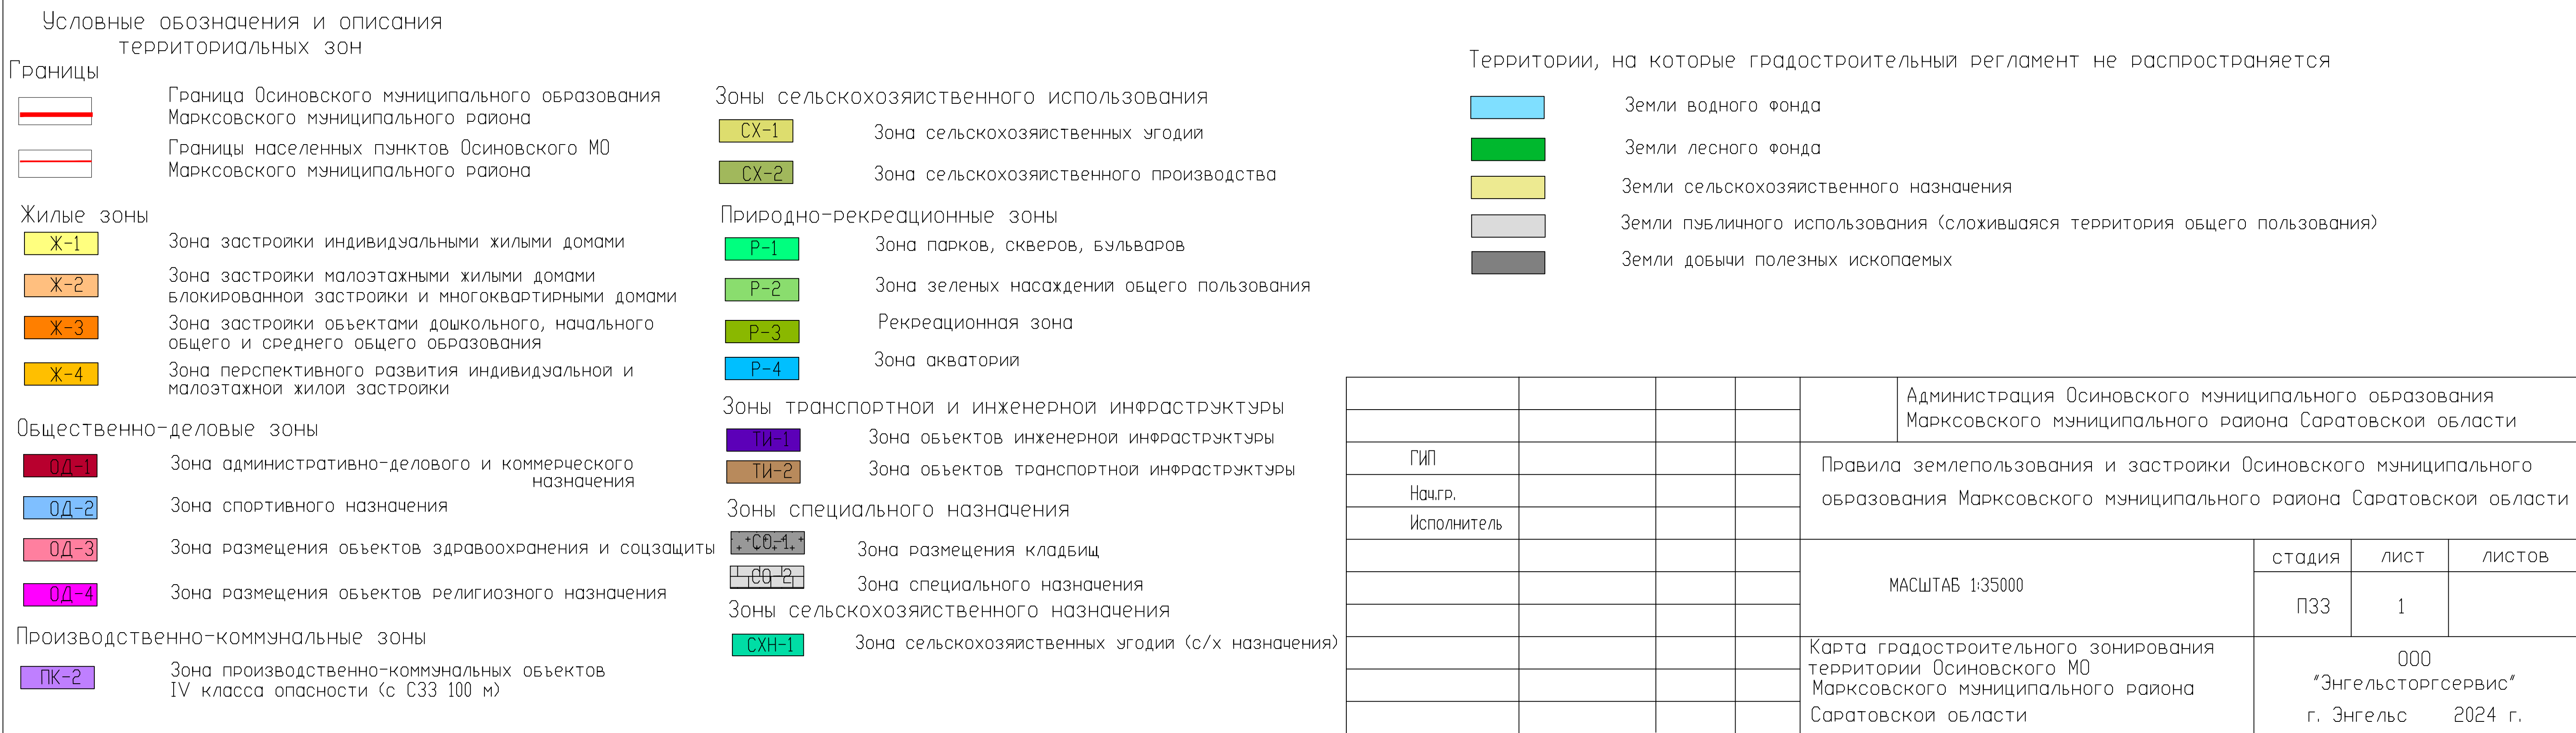 Условные обозначения и описания
территориальных зон
Границы
Граница Осиновского муниципального образования
Марксовского муниципального района
Границы населенных пунктов Осиновского МО
Марксовского муниципального района
Жилые зоны
Ж-1 Зона застройки индивидуальными жилыми домами
Ж-2 Зона застройки малоэтажными жилыми домами
блокированной застройки и многоквартирными домами
Ж-3 Зона застройки объектами дошкольного, начального
общего и среднего общего образования
Ж-4 Зона перспективного развития индивидуальной и
малоэтажной жилой застройки
Общественно-деловые зоны
ОД-1 Зона административно-делового и коммерческого
назначения
ОД-2 Зона спортивного назначения
ОД-3 Зона размещения объектов здравоохранения и соцзащиты
ОД-4 Зона размещения объектов религиозного назначения
Производственно-коммунальные зоны
ПК-2 Зона производственно-коммунальных объектов
IV класса опасности (с СЗЗ 100 м)
Зоны сельскохозяйственного использования
СХ-1 Зона сельскохозяйственных угодий
СХ-2 Зона сельскохозяйственного производства
Природно-рекреационные зоны
Р-1 Зона парков, скверов, бульваров
Р-2 Зона зеленых насаждений общего пользования
Р-3 Рекреационная зона
Р-4 Зона акваторий
Зоны транспортной и инженерной инфраструктуры
ТИ-1 Зона объектов инженерной инфраструктуры
ТИ-2 Зона объектов транспортной инфраструктуры
Зоны специального назначения
СО-1 Зона размещения кладбищ
СО-2 Зона специального назначения
Зоны сельскохозяйственного назначения
СХН-1 Зона сельскохозяйственных угодий (с/х назначения)
Территории, на которые градостроительный регламент не распространяется
Земли водного фонда
Земли лесного фонда
Земли сельскохозяйственного назначения
Земли публичного использования (сложившаяся территория общего пользования)
Земли добычи полезных ископаемых
Администрация Осиновского муниципального образования
Марксовского муниципального района Саратовской области
ГИП
Нач.гр.
Исполнитель
Правила землепользования и застройки Осиновского муниципального
образования Марксовского муниципального района Саратовской области
МАСШТАБ 1:35000
стадия лист листов
ПЗЗ 1
Карта градостроительного зонирования
территории Осиновского МО
Марксовского муниципального района
Саратовской области
ООО
"Энгельсторгсервис"
г. Энгельс 2024 г.